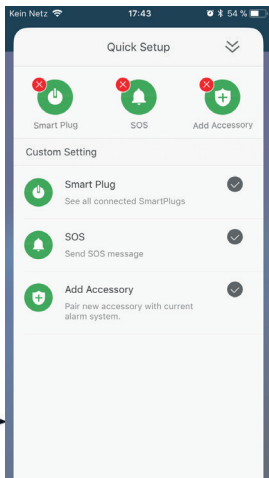 Kein Netz 17:43 54 %
Quick Setup
Smart Plug SOS Add Accessory
Custom Setting
Smart Plug
See all connected SmartPlugs
SOS
Send SOS message
Add Accessory
Pair new accessory with current
alarm system.